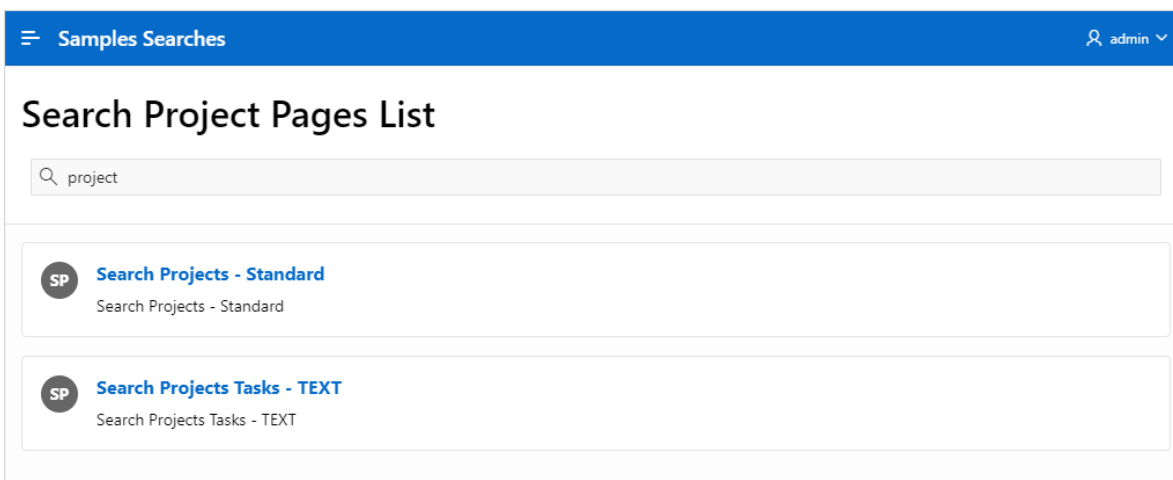 Samples Searches
admin
Search Project Pages List
project
SP
Search Projects - Standard
Search Projects - Standard
SP
Search Projects Tasks - TEXT
Search Projects Tasks - TEXT